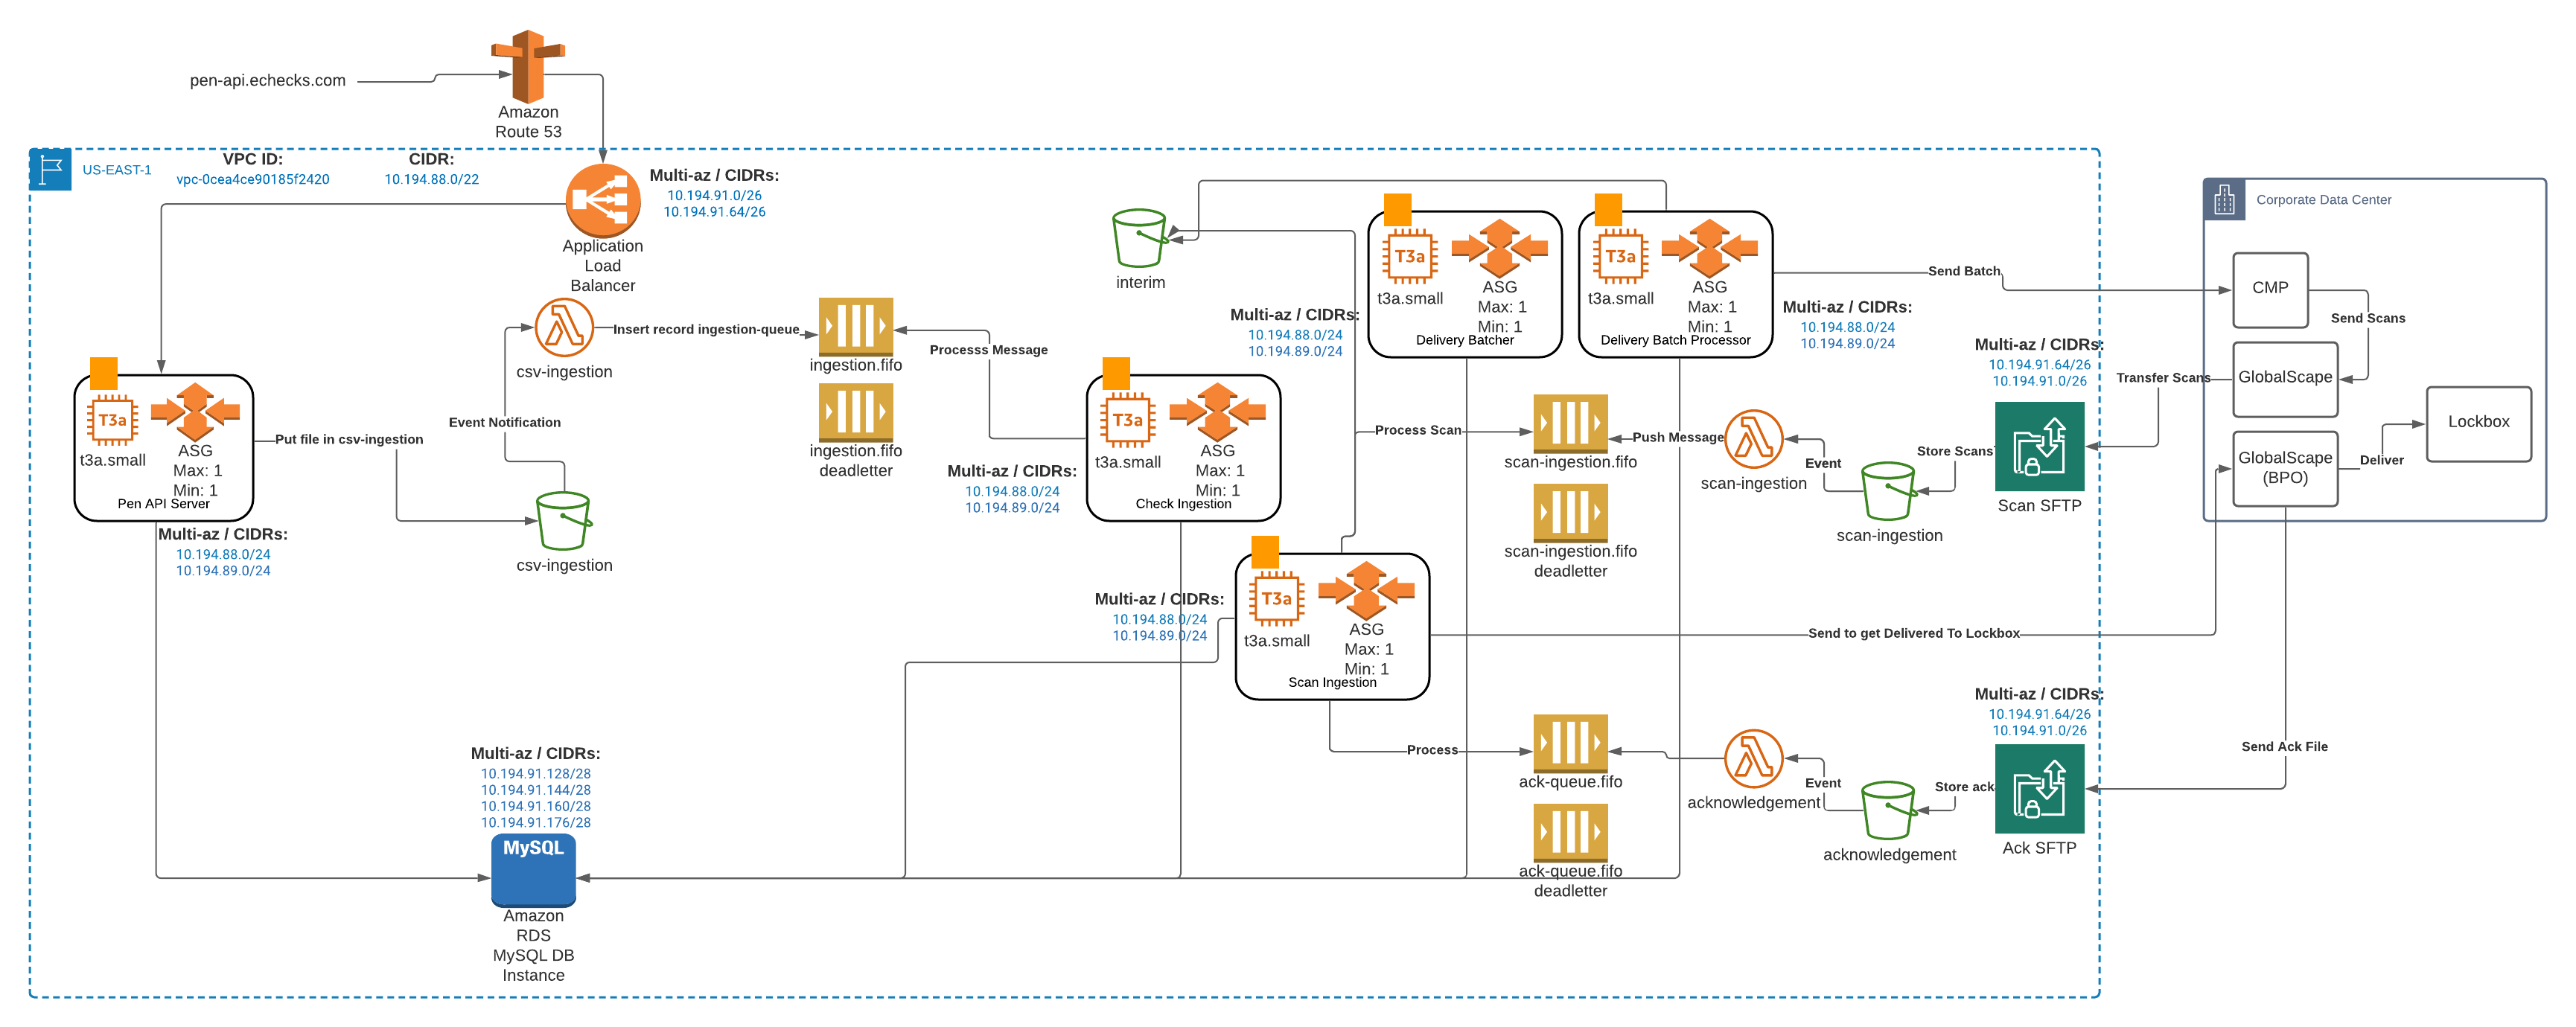 pen-api.echecks.com
Amazon
Route 53
US-EAST-1
VPC ID:
vpc-0cea4ce90185f2420
CIDR:
10.194.88.0/22
Multi-az / CIDRs:
10.194.91.0/26
10.194.91.64/26
Application
Load
Balancer
T3a
t3a.small
ASG
Max: 1
Min: 1
Pen API Server
Multi-az / CIDRs:
10.194.88.0/24
10.194.89.0/24
Put file in csv-ingestion
Event Notification
csv-ingestion
csv-ingestion
Insert record ingestion-queue
ingestion.fifo
ingestion.fifo
deadletter
Processs Message
interim
T3a
t3a.small
ASG
Max: 1
Min: 1
Check Ingestion
Multi-az / CIDRs:
10.194.88.0/24
10.194.89.0/24
Multi-az / CIDRs:
10.194.88.0/24
10.194.89.0/24
T3a
t3a.small
ASG
Max: 1
Min: 1
Delivery Batcher
T3a
t3a.small
ASG
Max: 1
Min: 1
Delivery Batch Processor
Multi-az / CIDRs:
10.194.88.0/24
10.194.89.0/24
Send Batch
Process Scan
scan-ingestion.fifo
scan-ingestion.fifo
deadletter
Push Message
scan-ingestion
Event
scan-ingestion
Store Scans
Multi-az / CIDRs:
10.194.91.64/26
10.194.91.0/26
Scan SFTP
Transfer Scans
Corporate Data Center
CMP
Send Scans
GlobalScape
GlobalScape
(BPO)
Deliver
Lockbox
Multi-az / CIDRs:
10.194.88.0/24
10.194.89.0/24
T3a
t3a.small
ASG
Max: 1
Min: 1
Scan Ingestion
Send to get Delivered To Lockbox
Process
ack-queue.fifo
ack-queue.fifo
deadletter
acknowledgement
Event
acknowledgement
Store ack
Multi-az / CIDRs:
10.194.91.64/26
10.194.91.0/26
Ack SFTP
Send Ack File
Multi-az / CIDRs:
10.194.91.128/28
10.194.91.144/28
10.194.91.160/28
10.194.91.176/28
MySQL
Amazon
RDS
MySQL DB
Instance